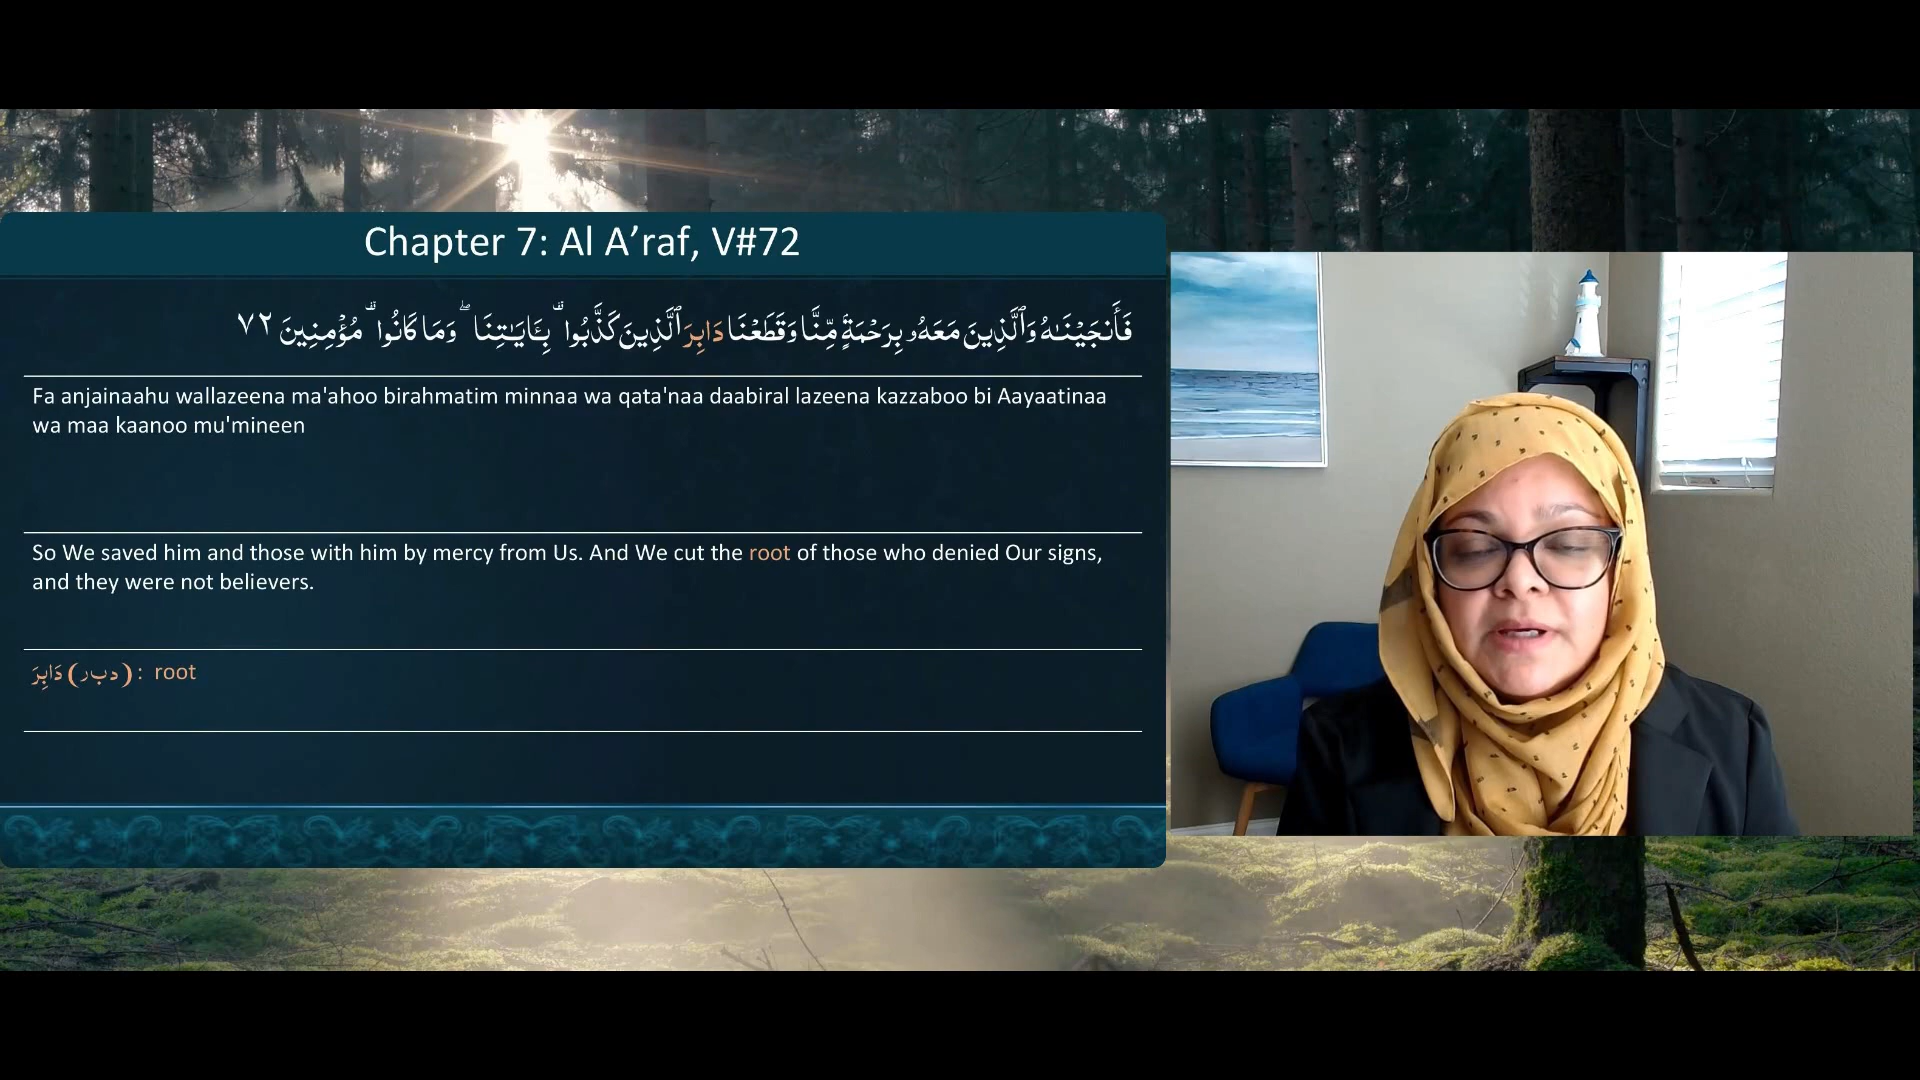 Chapter 7: Al A’raf, V#72
فَأَنجَيْنَـٰهُ وَٱلَّذِينَ مَعَهُۥ بِرَحْمَةٍ مِّنَّا وَقَطَعْنَا دَابِرَ ٱلَّذِينَ كَذَّبُوا۟ بِـَٔايَـٰتِنَا ۖ وَمَا كَانُوا۟ مُؤْمِنِينَ ٧٢
Fa anjainaahu wallazeena ma'ahoo birahmatim minnaa wa qata'naa daabiral lazeena kazzaboo bi Aayaatinaa
wa maa kaanoo mu'mineen
So We saved him and those with him by mercy from Us. And We cut the root of those who denied Our signs,
and they were not believers.
دَابِرَ (دبر) : root